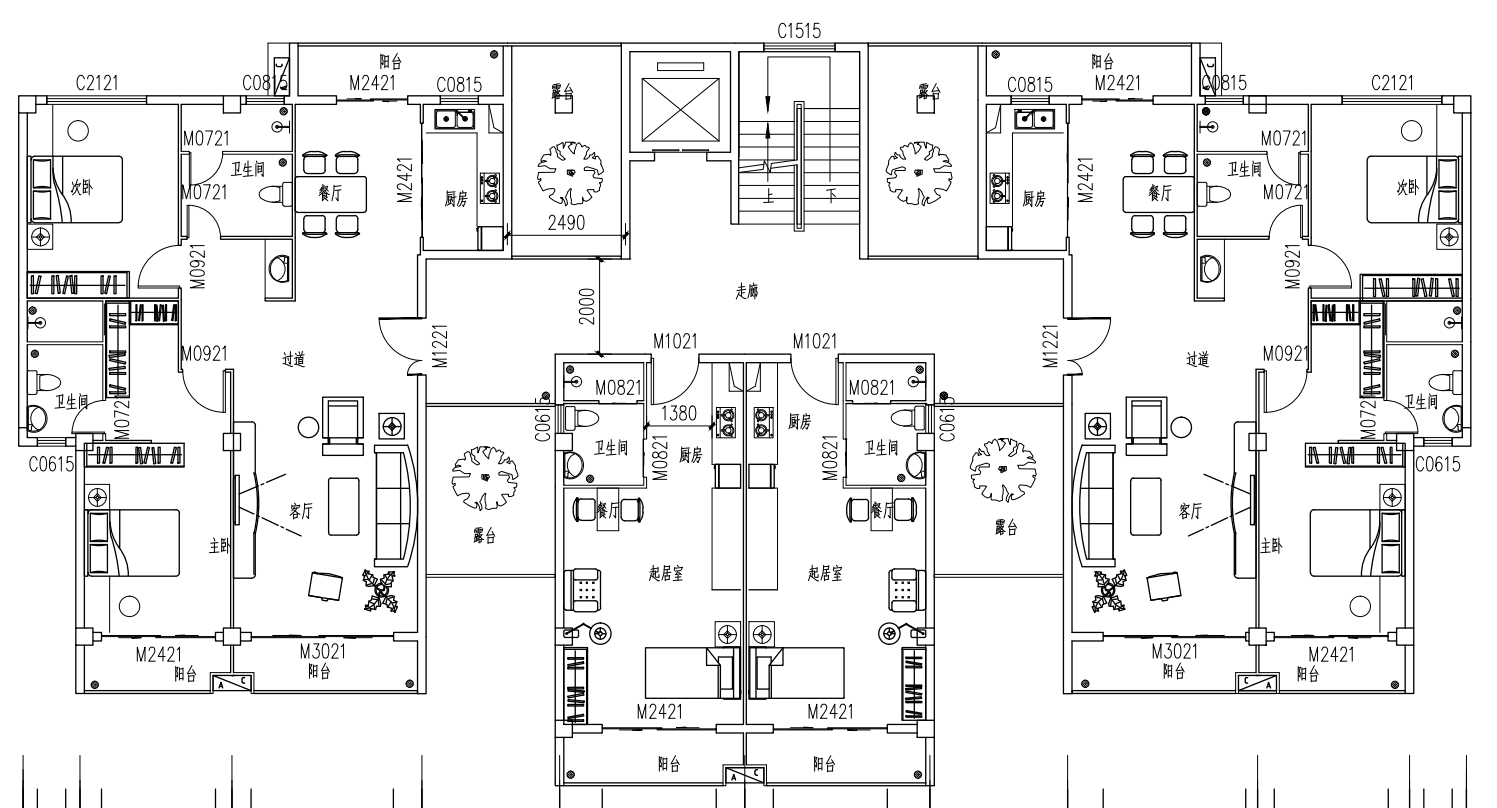 C1515
阳台
阳台
C2121
C0815
M2421
C0815
露台
露台
C0815
M2421
C0815
C2121
C
C
A
M0721
M0721
卫生间
卫生间
M2421
M2421
次卧
M0721
餐厅
厨房
上
下
厨房
餐厅
M0721
次卧
2490
M0921
M0921
走廊
2000
M1221
M1021
M1021
M1221
M0921
过道
过道
M0921
M0821
M0821
卫生间
M072
C0615
1380
厨房
C0615
M072
卫生间
C0615
卫生间
M0821
厨房
M0821
卫生间
C0615
客厅
餐厅
餐厅
客厅
主卧
露台
露台
主卧
起居室
起居室
M2421
M3021
M3021
M2421
阳台
阳台
阳台
阳台
A
C
C
A
M2421
M2421
阳台
阳台
A
C